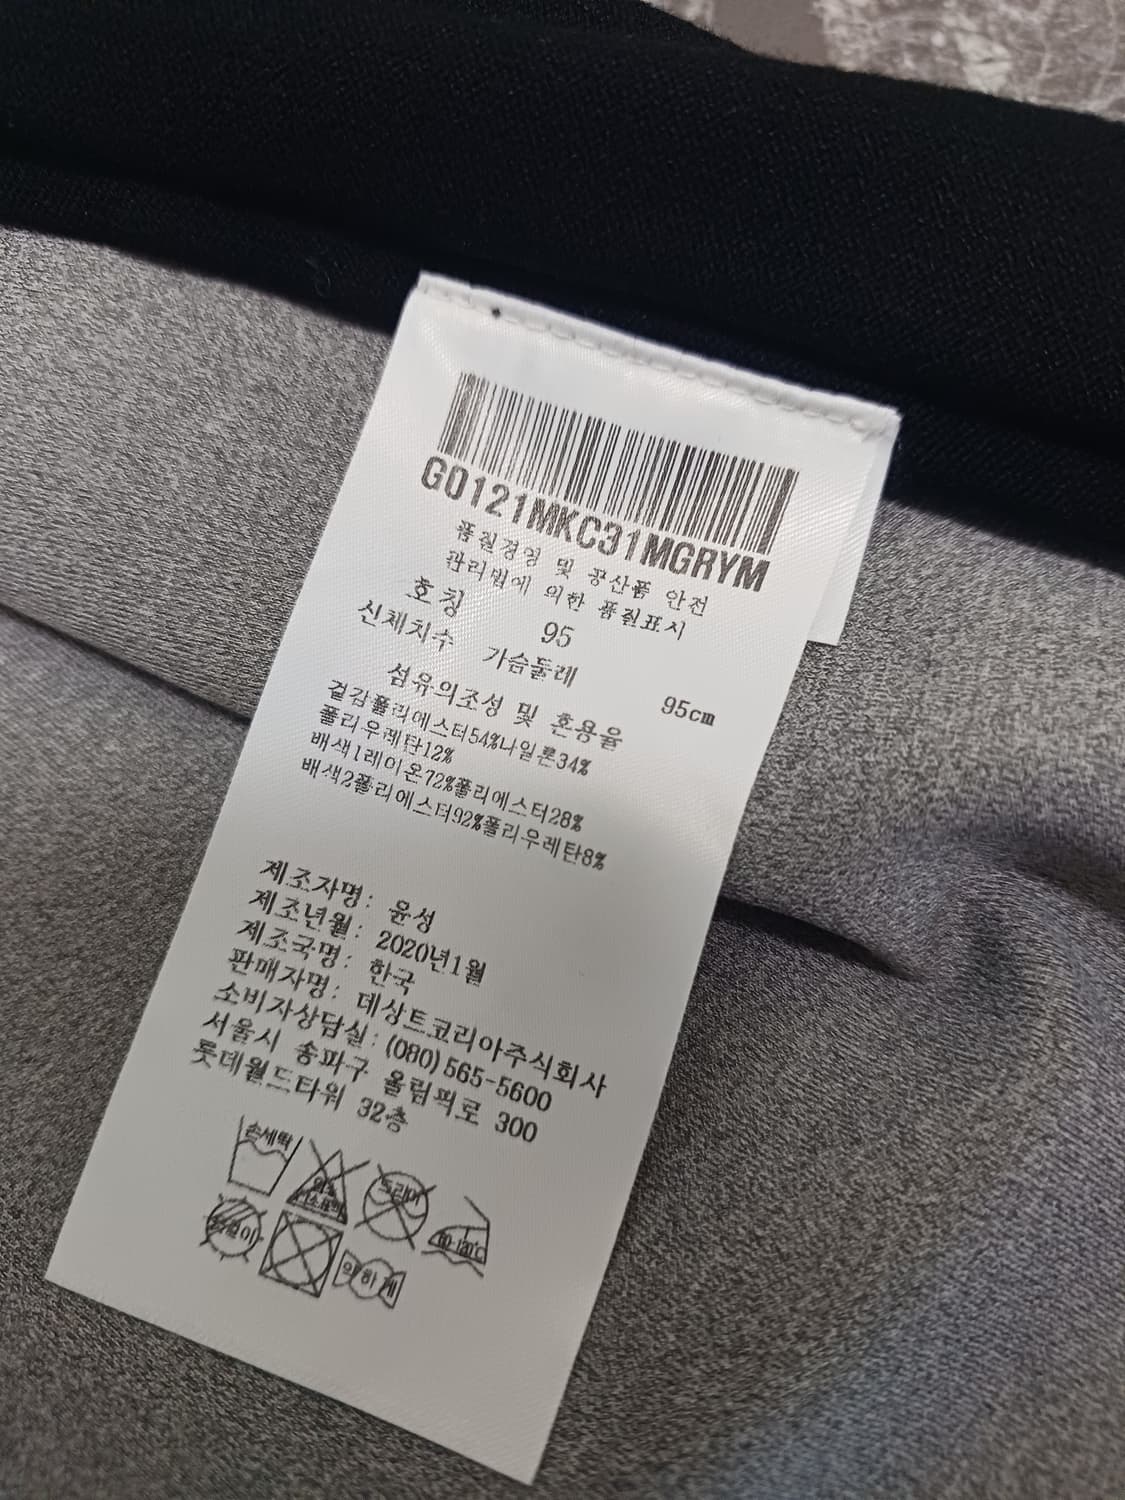 G0121MKC31MGRYM
품질경영 및 공산품 안전
관리법에 의한 품질표시
호칭 95
신체치수 가슴둘레 95cm
섬유의조성 및 혼용율
겉감폴리에스터54%나일론34%
폴리우레탄12%
배색1레이온72%폴리에스터28%
배색2폴리에스터92%폴리우레탄8%
제조자명: 윤성
제조년월: 2020년1월
제조국명: 한국
판매자명: 데상트코리아주식회사
소비자상담실: (080)565-5600
서울시 송파구 올림픽로 300
롯데월드타워 32층
손세탁
드라이
80-120℃
약하게